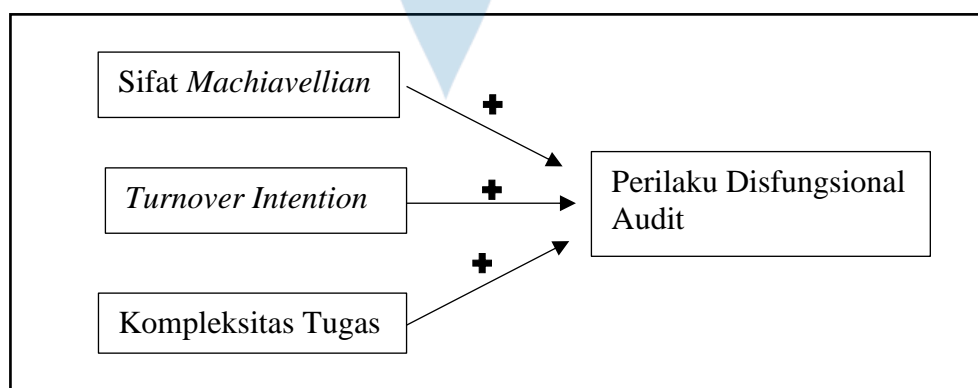 Sifat Machiavellian
+
Turnover Intention
+
Perilaku Disfungsional
Audit
+
Kompleksitas Tugas